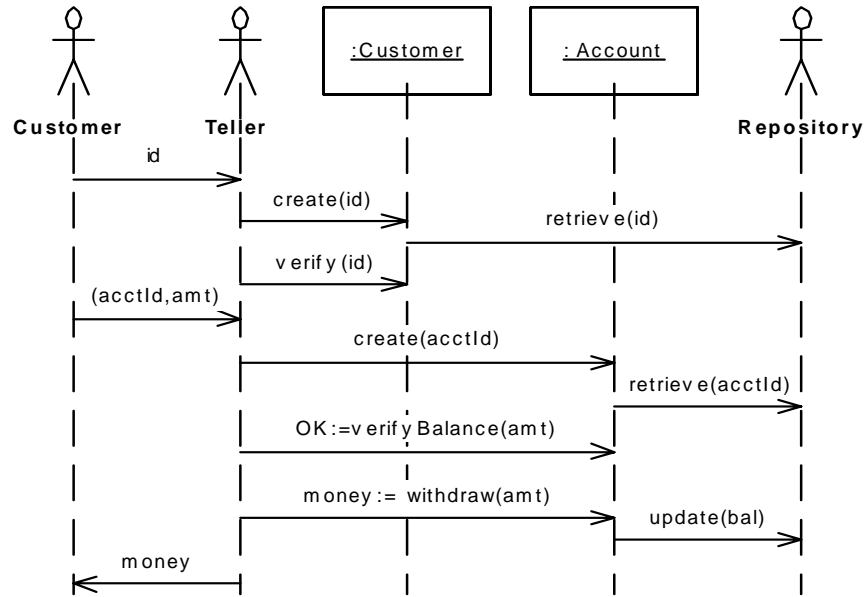 :Customer
: Account
Customer
Teller
Repository
id
create(id)
retrieve(id)
verify(id)
(acctId,amt)
create(acctId)
retrieve(acctId)
OK:=verifyBalance(amt)
money:= withdraw(amt)
update(bal)
money